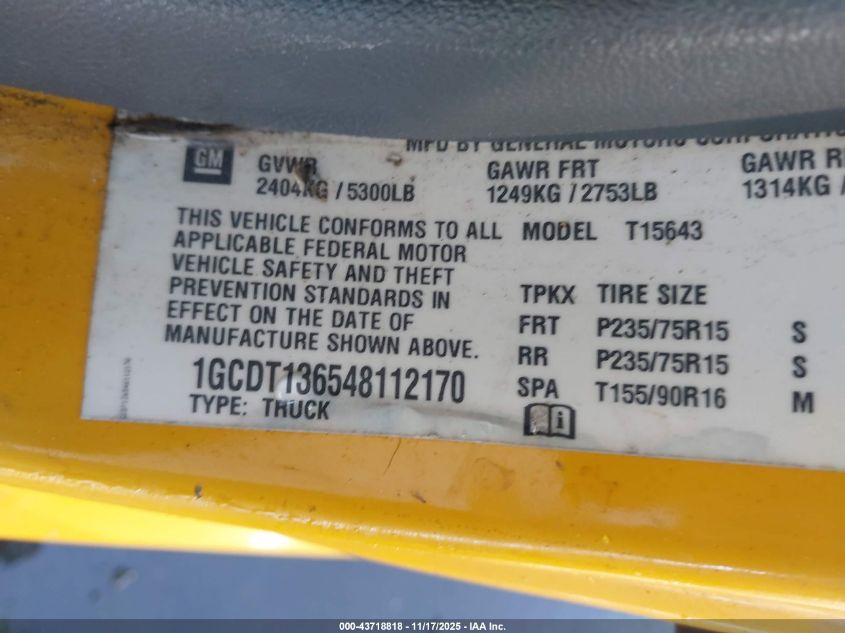 MFD BY GENERAL MOTORS CORPORATIO
GM
GVWR
2404KG / 5300LB
GAWR FRT
1249KG / 2753LB
GAWR R
1314KG /
THIS VEHICLE CONFORMS TO ALL
APPLICABLE FEDERAL MOTOR
VEHICLE SAFETY AND THEFT
PREVENTION STANDARDS IN
EFFECT ON THE DATE OF
MANUFACTURE SHOWN ABOVE.
1GCDT136548112170
TYPE: TRUCK
MODEL T15643
TPKX TIRE SIZE
FRT P235/75R15 S
RR P235/75R15 S
SPA T155/90R16 M
000-43718818 - 11/17/2025 - IAA Inc.